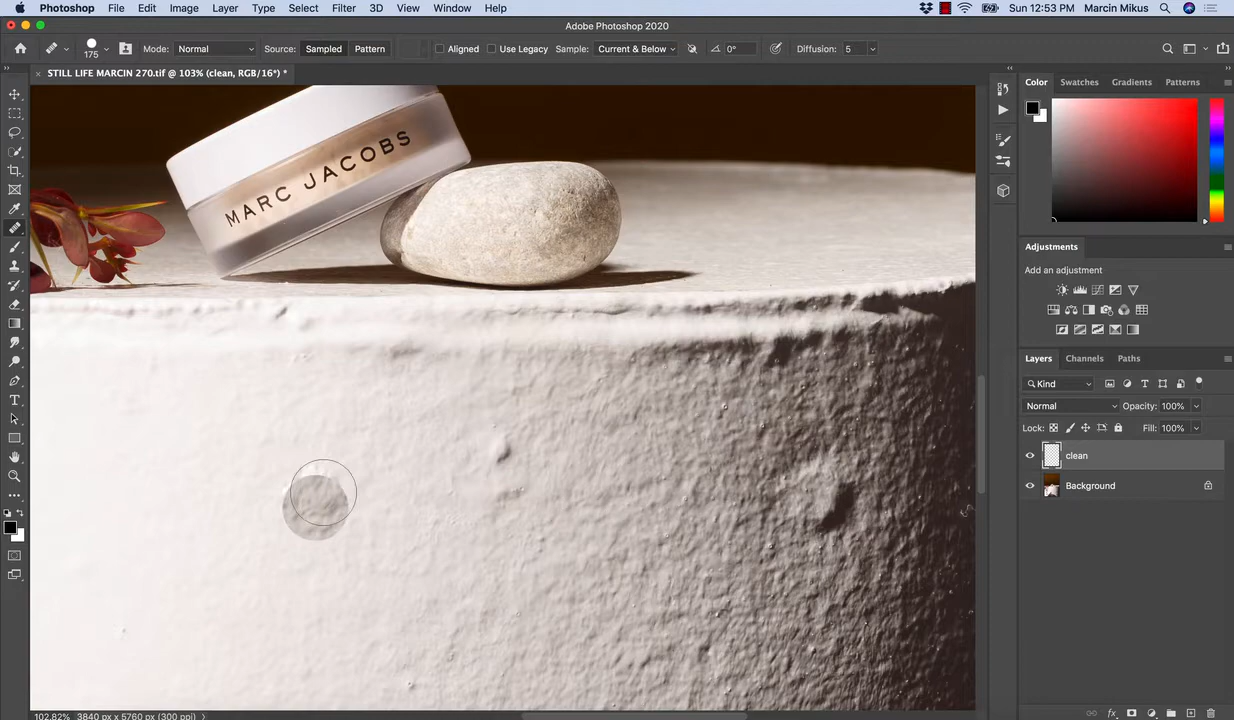 Photoshop File Edit Image Layer Type Select Filter 3D View Window Help Sun 12:53 PM Marcin Mikus
Adobe Photoshop 2020
175 Mode: Normal Source: Sampled Pattern Aligned Use Legacy Sample: Current & Below 0° Diffusion: 5
STILL LIFE MARCIN 270.tif @ 103% (clean, RGB/16*) *
Color Swatches Gradients Patterns
MARC JACOBS
Adjustments
Add an adjustment
Layers Channels Paths
Kind
Normal Opacity: 100%
Lock: Fill: 100%
clean
Background
102.82% 3840 px x 5760 px (300 ppi)